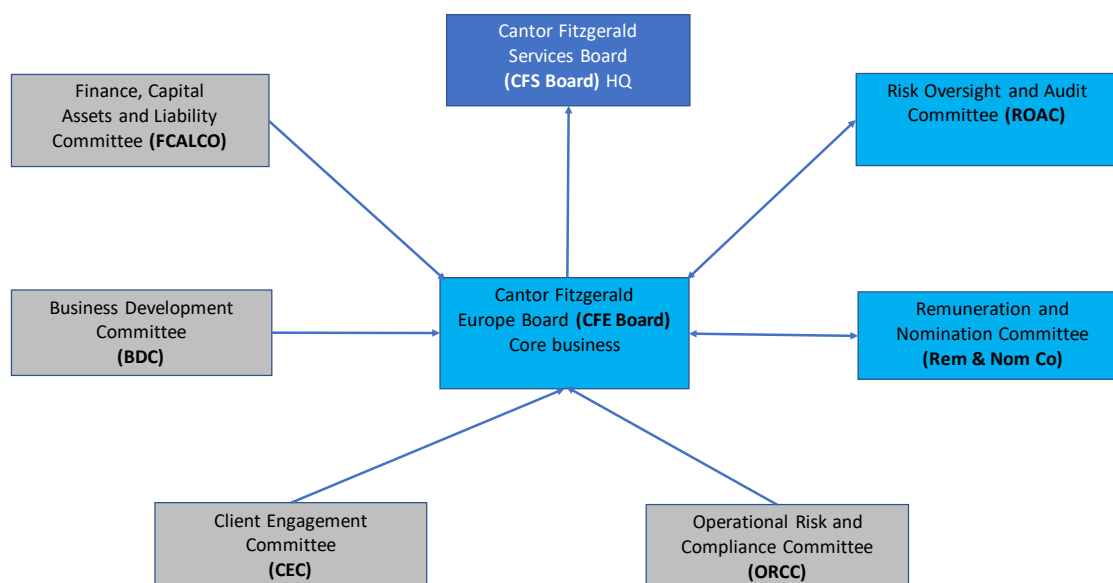 Cantor Fitzgerald
Services Board
(CFS Board) HQ
Finance, Capital
Assets and Liability
Committee (FCALCO)
Risk Oversight and Audit
Committee (ROAC)
Business Development
Committee
(BDC)
Cantor Fitzgerald
Europe Board (CFE Board)
Core business
Remuneration and
Nomination Committee
(Rem & Nom Co)
Client Engagement
Committee
(CEC)
Operational Risk and
Compliance Committee
(ORCC)